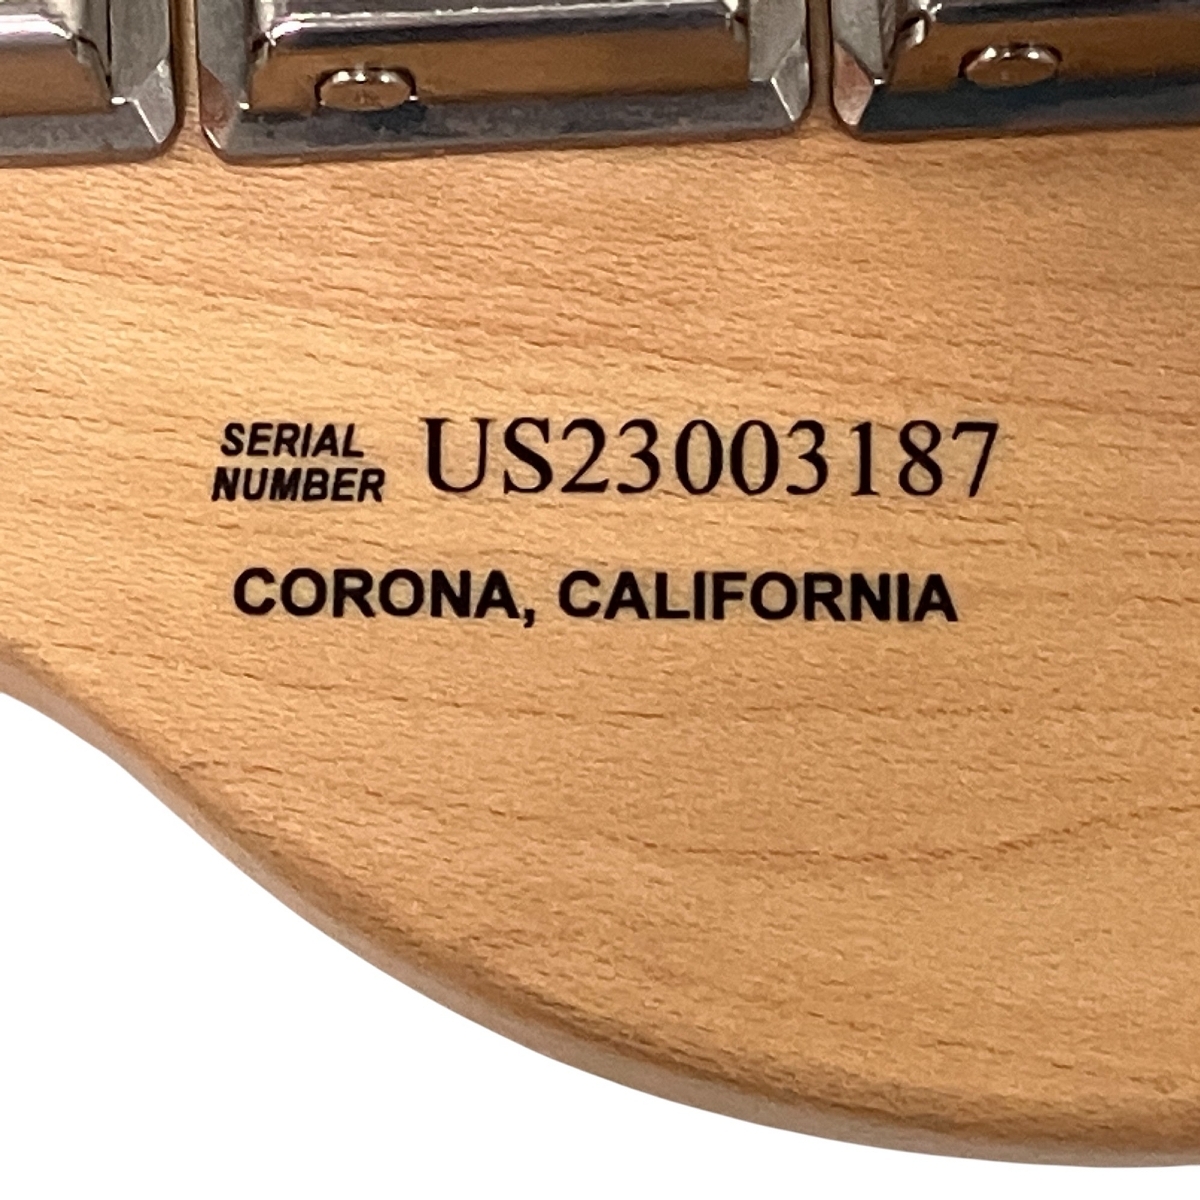 SERIAL
NUMBER US23003187
CORONA, CALIFORNIA